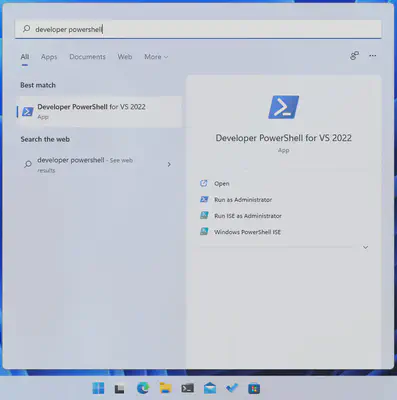 developer powershell
All Apps Documents Web More
Best match
Developer PowerShell for VS 2022
App
Search the web
developer powershell - See web
results
Developer PowerShell for VS 2022
App
Open
Run as Administrator
Run ISE as Administrator
Windows PowerShell ISE